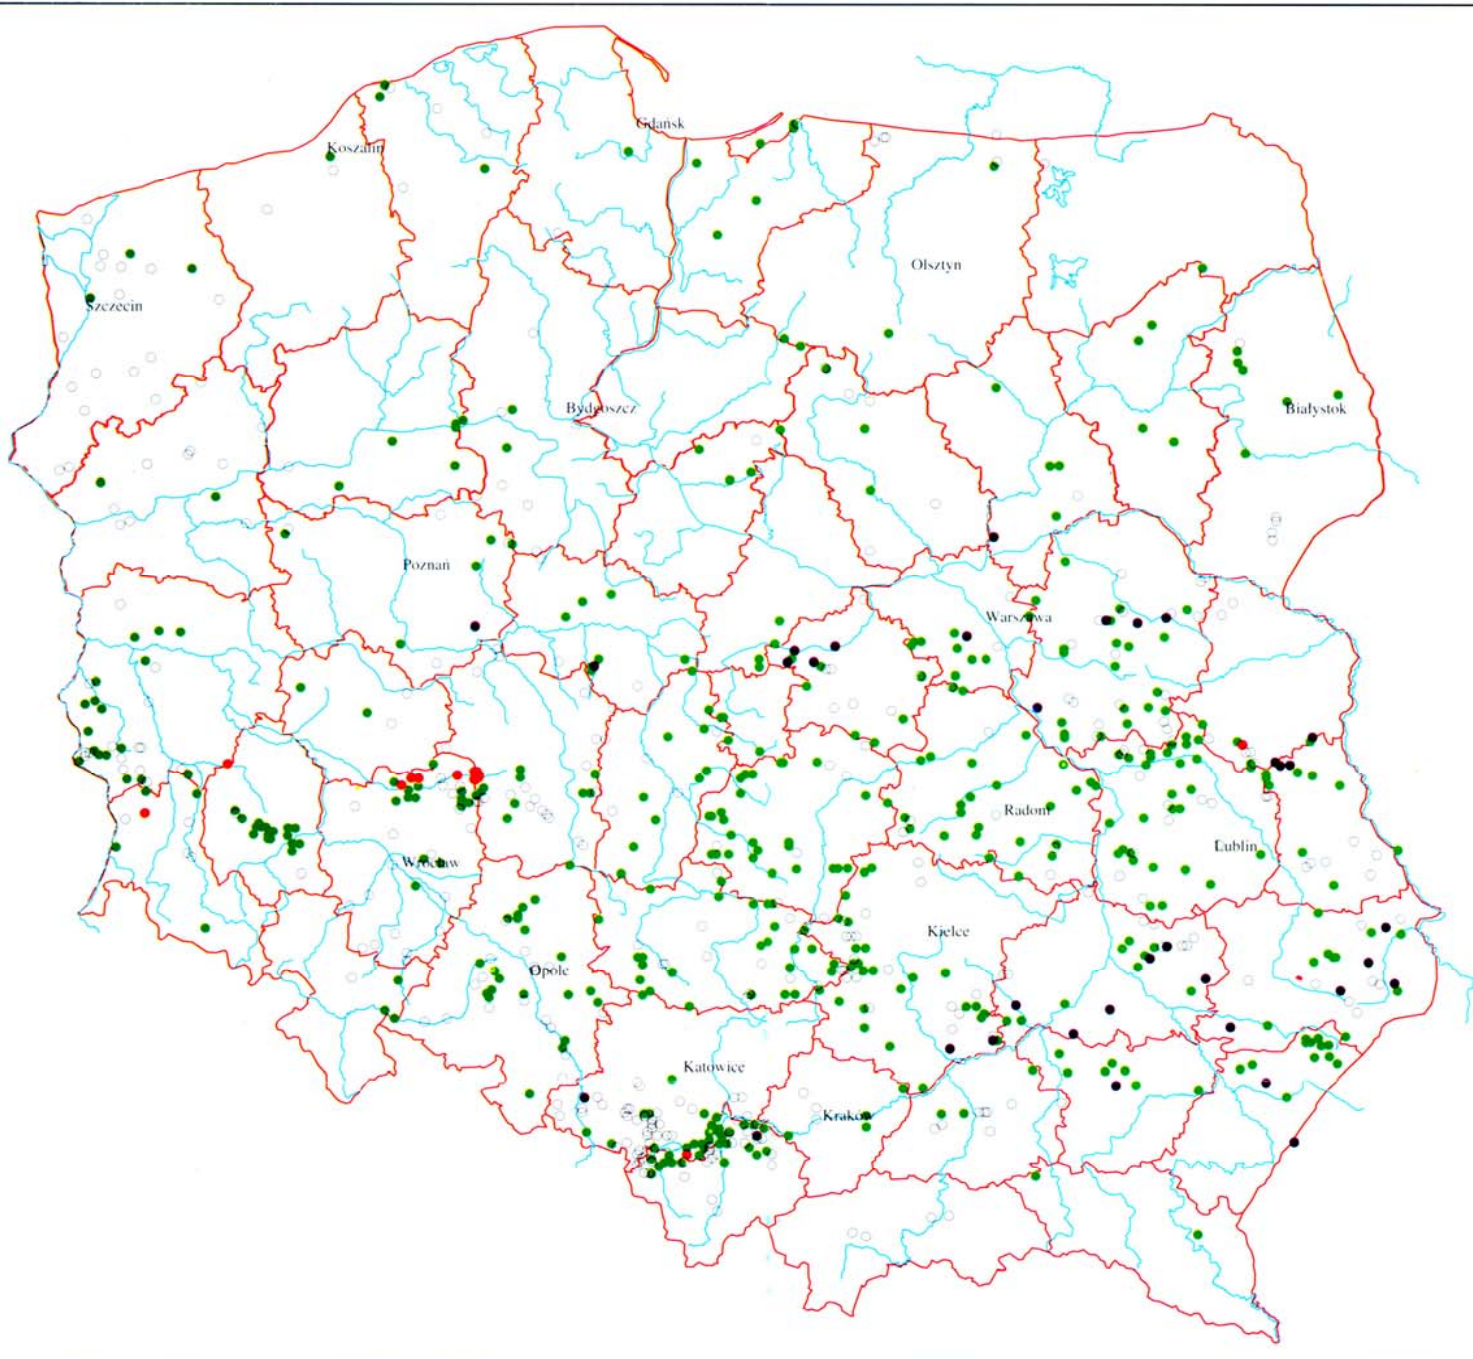 Gdańsk
Koszalin
Olsztyn
Szczecin
Bydgoszcz
Białystok
Poznań
Warszawa
Radom
Lublin
Wrocław
Kielce
Opole
Katowice
Kraków